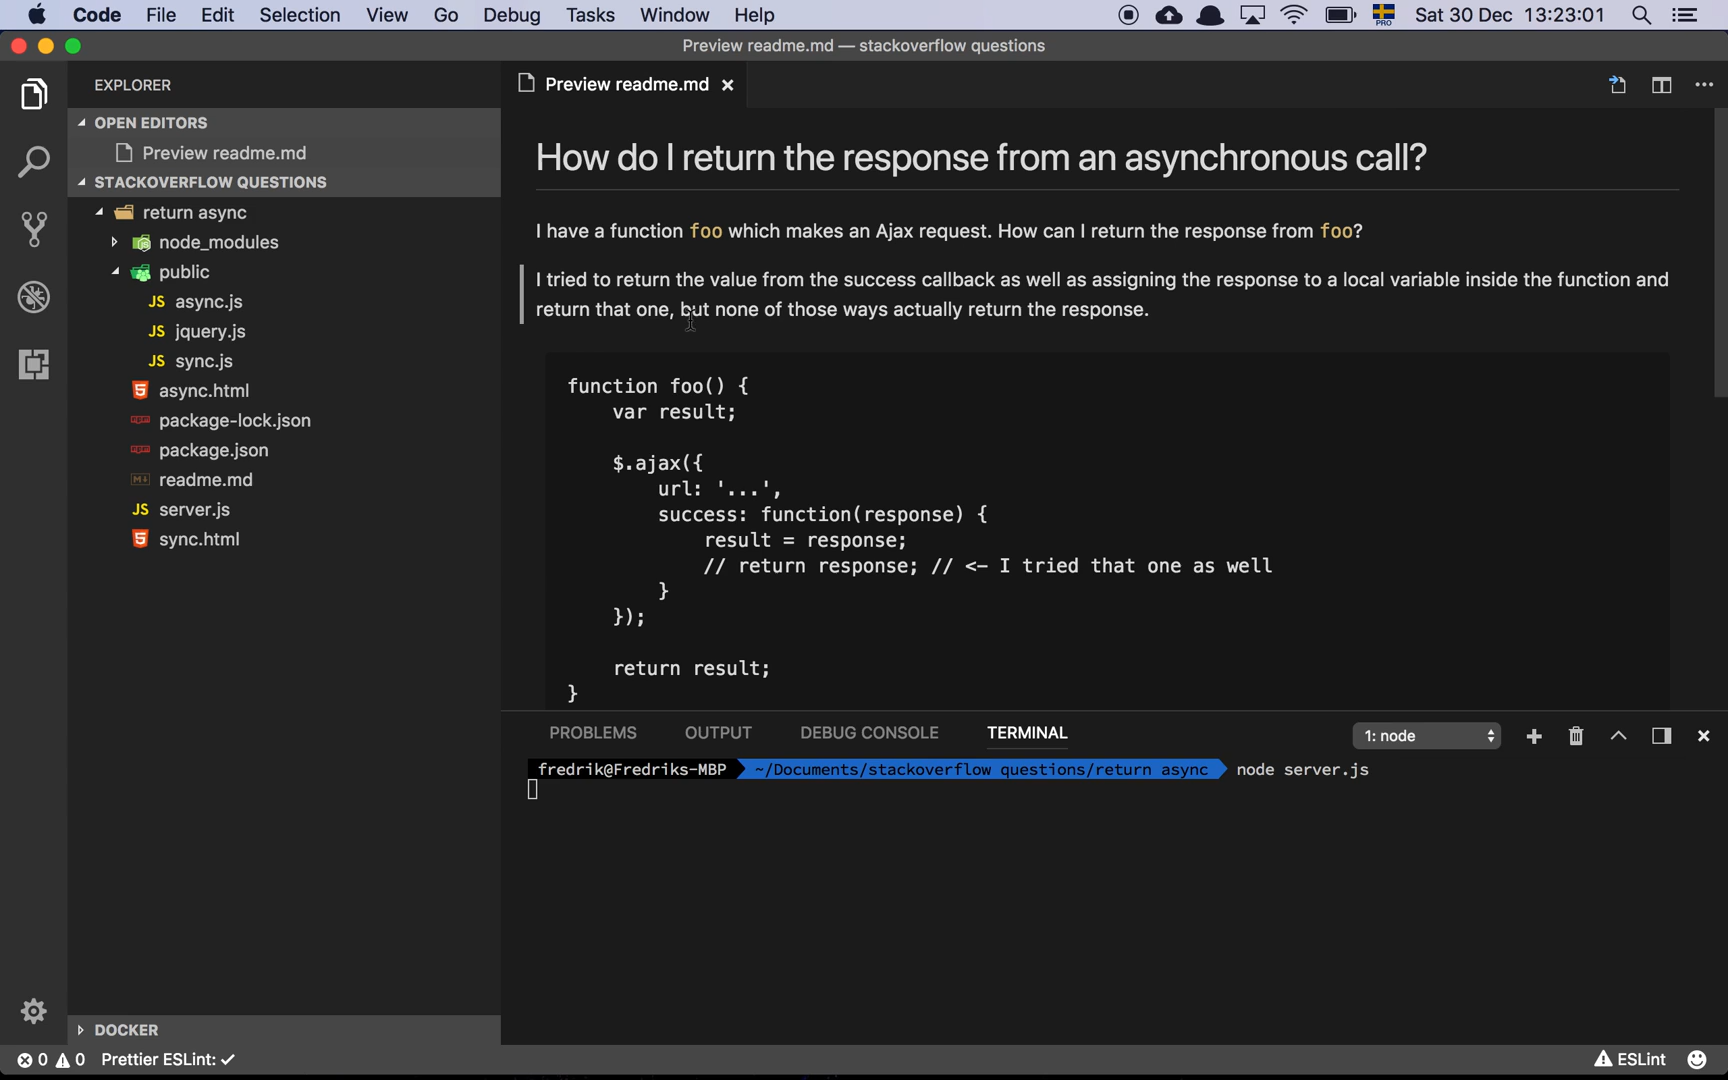 Code File Edit Selection View Go Debug Tasks Window Help PRO Sat 30 Dec 13:23:01
Preview readme.md — stackoverflow questions
EXPLORER
OPEN EDITORS
Preview readme.md
STACKOVERFLOW QUESTIONS
return async
node_modules
public
JS async.js
JS jquery.js
JS sync.js
async.html
package-lock.json
package.json
M↓ readme.md
JS server.js
sync.html
DOCKER
Preview readme.md
How do I return the response from an asynchronous call?
I have a function foo which makes an Ajax request. How can I return the response from foo?
I tried to return the value from the success callback as well as assigning the response to a local variable inside the function and
return that one, but none of those ways actually return the response.
function foo() {
var result;
$.ajax({
url: '...',
success: function(response) {
result = response;
// return response; // <- I tried that one as well
}
});
return result;
}
PROBLEMS OUTPUT DEBUG CONSOLE TERMINAL 1: node
fredrik@Fredriks-MBP ~/Documents/stackoverflow questions/return async node server.js
0 0 Prettier ESLint: ✓ ESLint